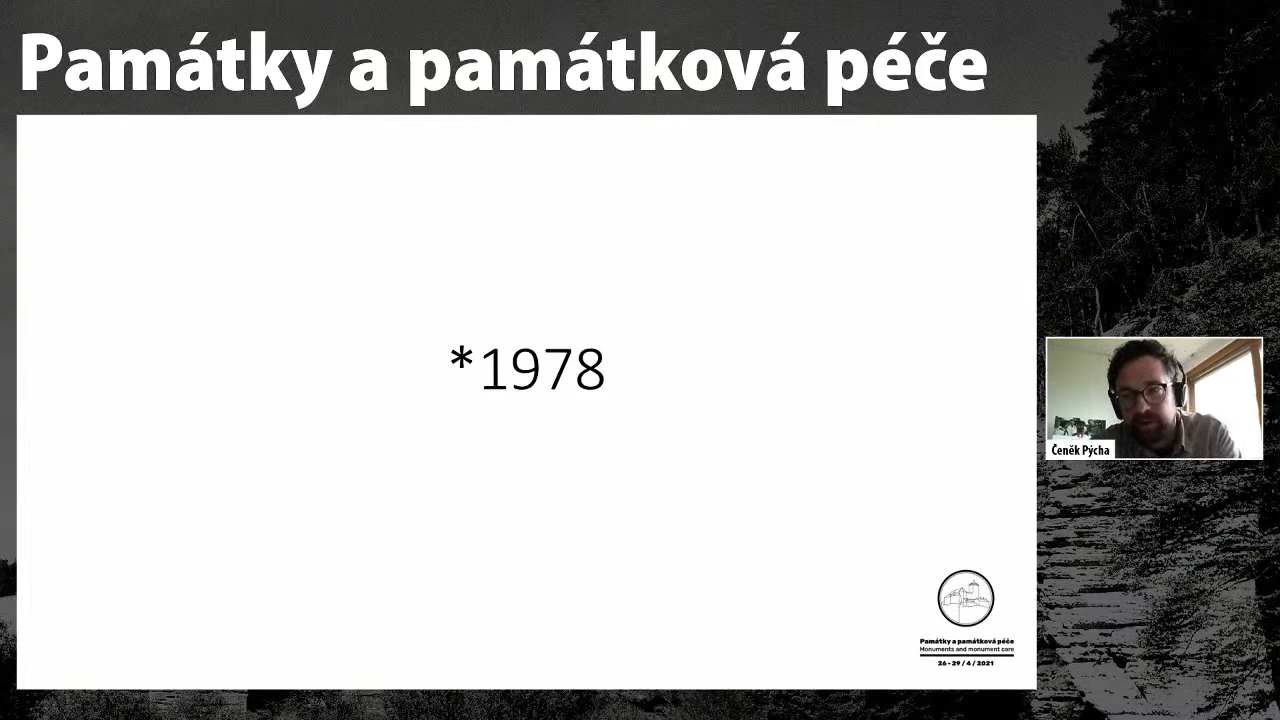 Památky a památková péče
*1978
Čeněk Pýcha
Památky a památková péče
Monuments and monument care
26 - 29 / 4 / 2021